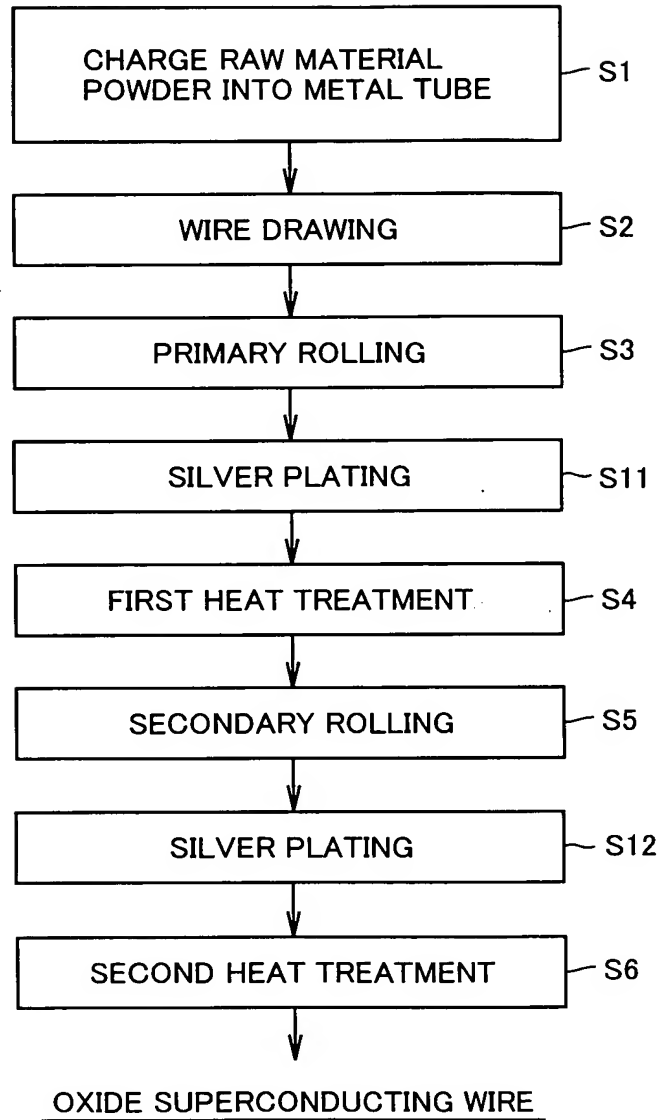 CHARGE RAW MATERIAL
POWDER INTO METAL TUBE
S1
WIRE DRAWING
S2
PRIMARY ROLLING
S3
SILVER PLATING
S11
FIRST HEAT TREATMENT
S4
SECONDARY ROLLING
S5
SILVER PLATING
S12
SECOND HEAT TREATMENT
S6
OXIDE SUPERCONDUCTING WIRE